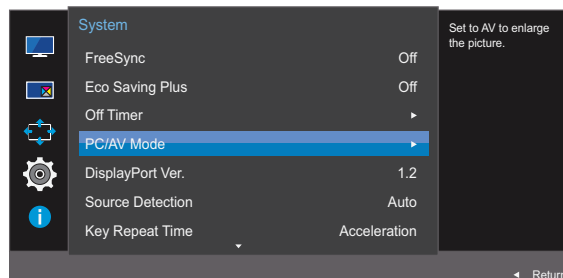 System
FreeSync Off
Eco Saving Plus Off
Off Timer
PC/AV Mode
DisplayPort Ver. 1.2
Source Detection Auto
Key Repeat Time Acceleration
Set to AV to enlarge
the picture.
Return